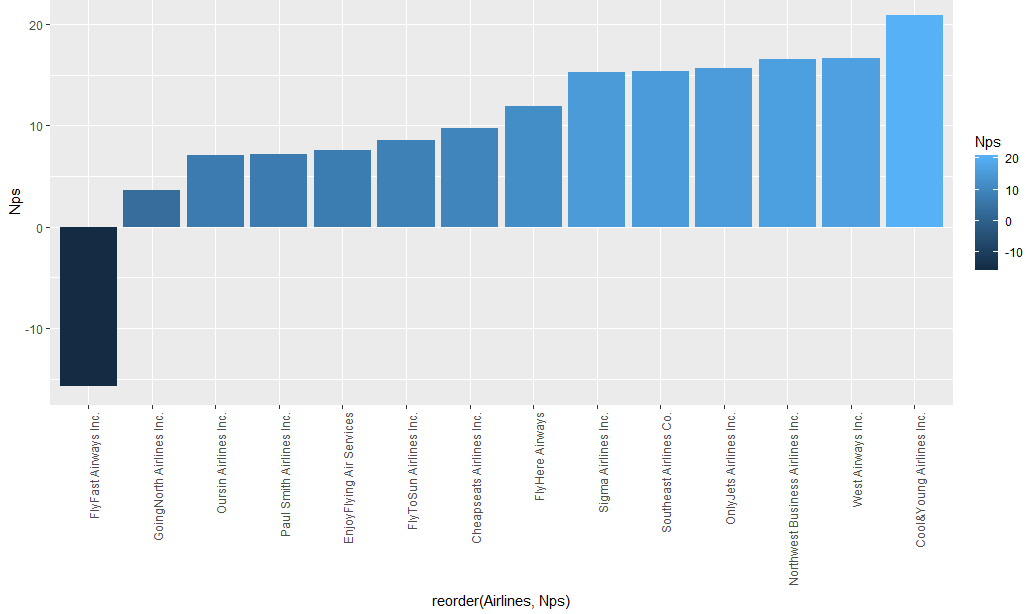 20
10
0
-10
Nps
FlyFast Airways Inc.
GoingNorth Airlines Inc.
Oursin Airlines Inc.
Paul Smith Airlines Inc.
EnjoyFlying Air Services
FlyToSun Airlines Inc.
Cheapseats Airlines Inc.
FlyHere Airways
Sigma Airlines Inc.
Southeast Airlines Co.
OnlyJets Airlines Inc.
Northwest Business Airlines Inc.
West Airways Inc.
Cool&Young Airlines Inc.
reorder(Airlines, Nps)
Nps
20
10
0
-10